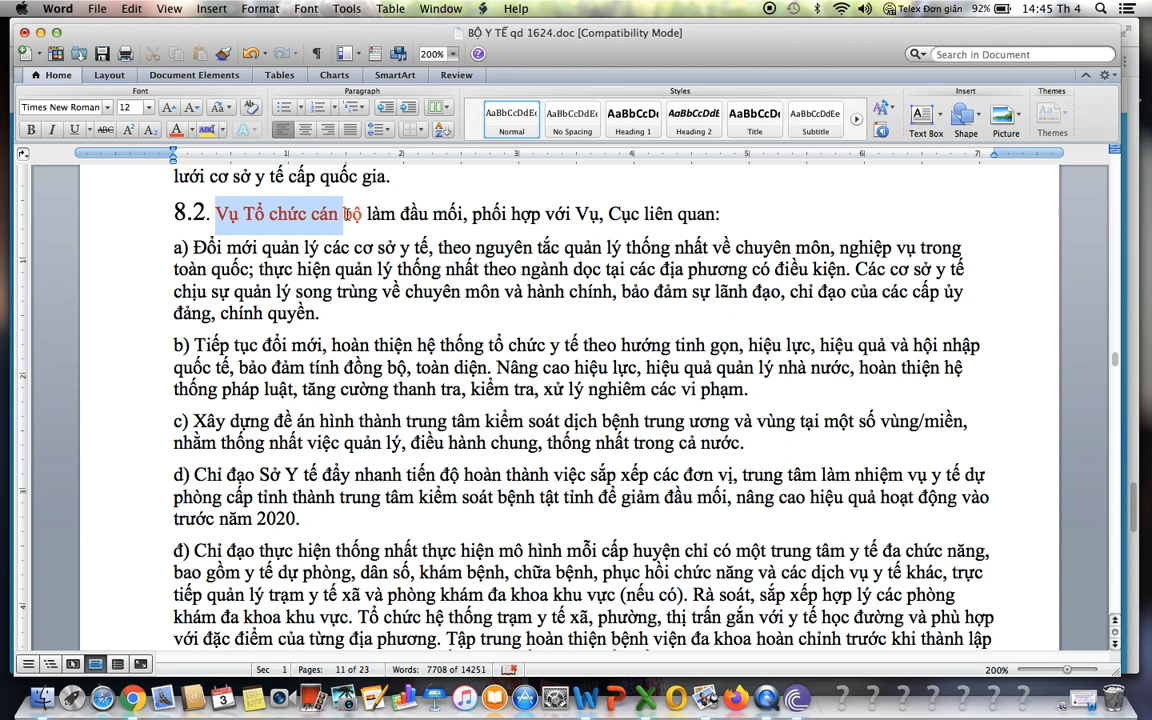 Word File Edit View Insert Format Font Tools Table Window Help Telex Đơn giản 92% 14:45 Th 4
BỘ Y TẾ qd 1624.doc [Compatibility Mode]
200% Search in Document
Home Layout Document Elements Tables Charts SmartArt Review
Font Paragraph Styles Insert Themes
Times New Roman 12 A A Aa
AaBbCcDdEe AaBbCcDdEe AaBbCcDc AaBbCcDdE AaBbCcDd AaBbCcDdEe
B I U ABC A² A₂ A ABC A
Normal No Spacing Heading 1 Heading 2 Title Subtitle Text Box Shape Picture Themes
1 2 3 4 5 6 7
lưới cơ sở y tế cấp quốc gia.
8.2. Vụ Tổ chức cán bộ làm đầu mối, phối hợp với Vụ, Cục liên quan:
a) Đổi mới quản lý các cơ sở y tế, theo nguyên tắc quản lý thống nhất về chuyên môn, nghiệp vụ trong
toàn quốc; thực hiện quản lý thống nhất theo ngành dọc tại các địa phương có điều kiện. Các cơ sở y tế
chịu sự quản lý song trùng về chuyên môn và hành chính, bảo đảm sự lãnh đạo, chỉ đạo của các cấp ủy
đảng, chính quyền.
b) Tiếp tục đổi mới, hoàn thiện hệ thống tổ chức y tế theo hướng tinh gọn, hiệu lực, hiệu quả và hội nhập
quốc tế, bảo đảm tính đồng bộ, toàn diện. Nâng cao hiệu lực, hiệu quả quản lý nhà nước, hoàn thiện hệ
thống pháp luật, tăng cường thanh tra, kiểm tra, xử lý nghiêm các vi phạm.
c) Xây dựng đề án hình thành trung tâm kiểm soát dịch bệnh trung ương và vùng tại một số vùng/miền,
nhằm thống nhất việc quản lý, điều hành chung, thống nhất trong cả nước.
d) Chỉ đạo Sở Y tế đẩy nhanh tiến độ hoàn thành việc sắp xếp các đơn vị, trung tâm làm nhiệm vụ y tế dự
phòng cấp tỉnh thành trung tâm kiểm soát bệnh tật tỉnh để giảm đầu mối, nâng cao hiệu quả hoạt động vào
trước năm 2020.
đ) Chỉ đạo thực hiện thống nhất thực hiện mô hình mỗi cấp huyện chỉ có một trung tâm y tế đa chức năng,
bao gồm y tế dự phòng, dân số, khám bệnh, chữa bệnh, phục hồi chức năng và các dịch vụ y tế khác, trực
tiếp quản lý trạm y tế xã và phòng khám đa khoa khu vực (nếu có). Rà soát, sắp xếp hợp lý các phòng
khám đa khoa khu vực. Tổ chức hệ thống trạm y tế xã, phường, thị trấn gắn với y tế học đường và phù hợp
với đặc điểm của từng địa phương. Tập trung hoàn thiện bệnh viện đa khoa hoàn chỉnh trước khi thành lập
Sec 1 Pages: 11 of 23 Words: 7708 of 14251 200%